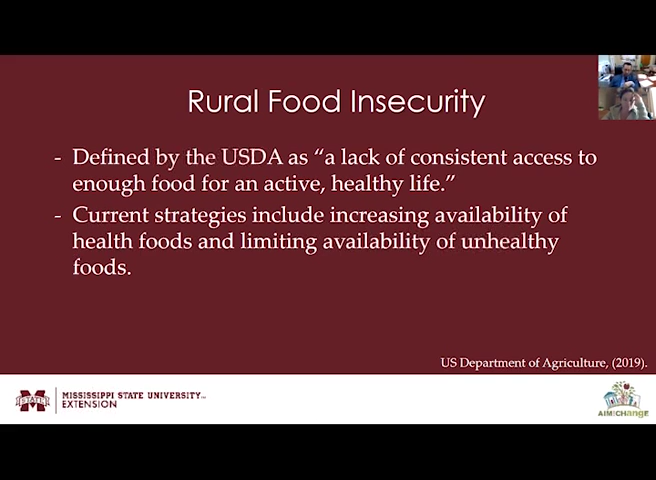 Rural Food Insecurity
- Defined by the USDA as “a lack of consistent access to
enough food for an active, healthy life.”
- Current strategies include increasing availability of
health foods and limiting availability of unhealthy
foods.
US Department of Agriculture, (2019).
STATE
MISSISSIPPI STATE UNIVERSITY™
EXTENSION
AIM CHangE